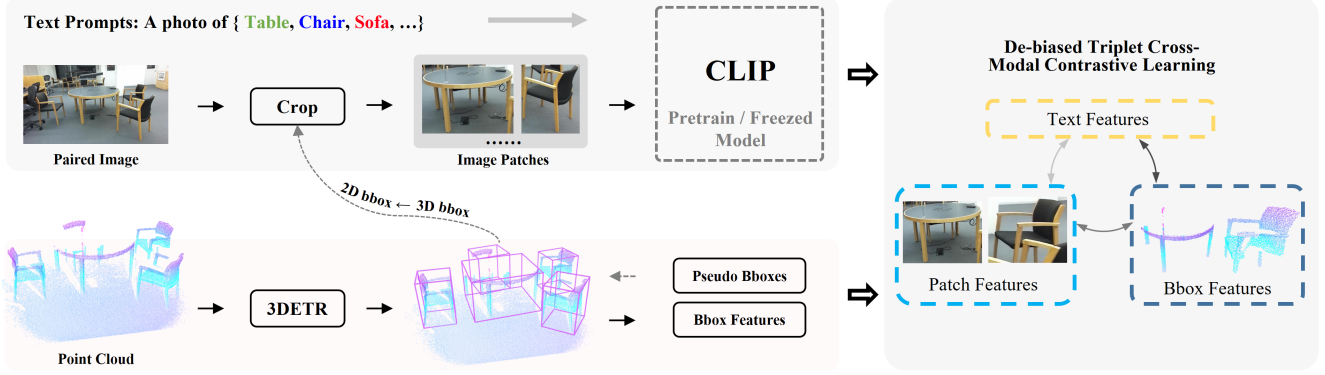 Text Prompts: A photo of { Table, Chair, Sofa, …}
Paired Image
Crop
......
Image Patches
CLIP
Pretrain / Freezed
Model
2D bbox ← 3D bbox
Point Cloud
3DETR
Pseudo Bboxes
Bbox Features
De-biased Triplet Cross-
Modal Contrastive Learning
Text Features
Patch Features
Bbox Features